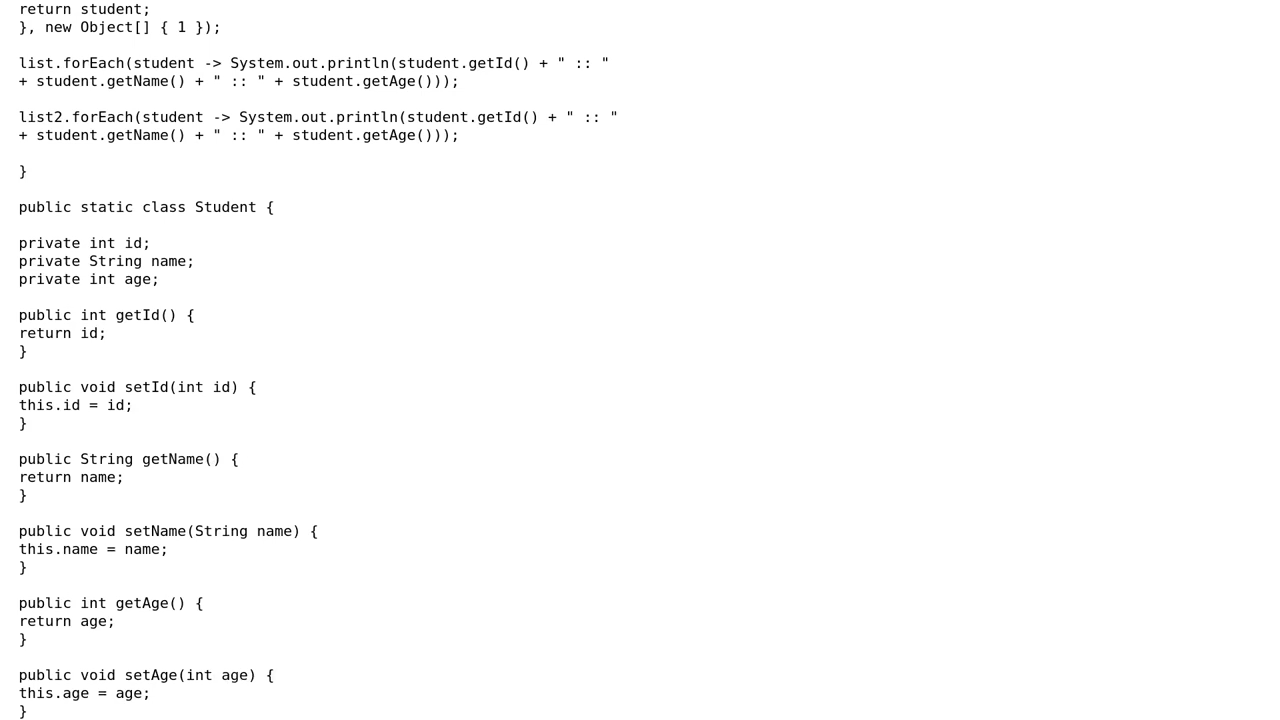 return student;
}, new Object[] { 1 });
list.forEach(student -> System.out.println(student.getId() + " :: "
+ student.getName() + " :: " + student.getAge()));
list2.forEach(student -> System.out.println(student.getId() + " :: "
+ student.getName() + " :: " + student.getAge()));
}
public static class Student {
private int id;
private String name;
private int age;
public int getId() {
return id;
}
public void setId(int id) {
this.id = id;
}
public String getName() {
return name;
}
public void setName(String name) {
this.name = name;
}
public int getAge() {
return age;
}
public void setAge(int age) {
this.age = age;
}